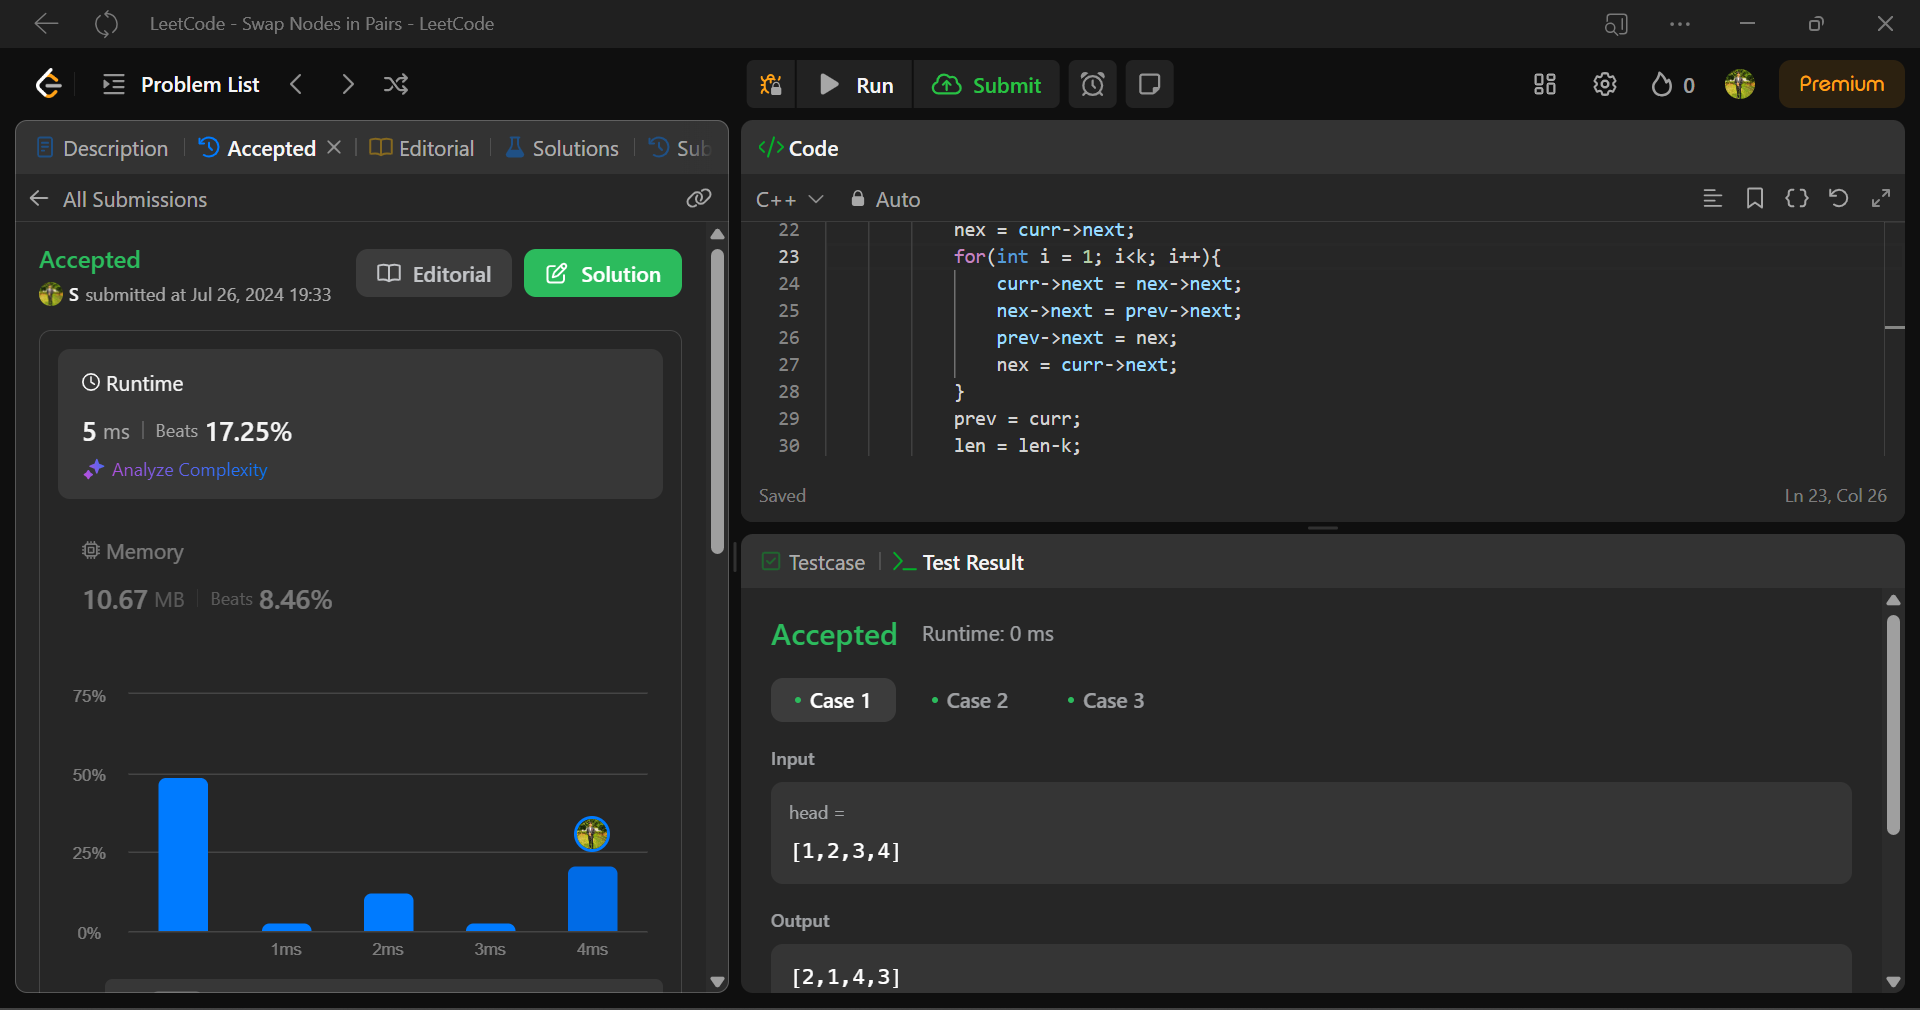 LeetCode - Swap Nodes in Pairs - LeetCode
Problem List
Run
Submit
0
Premium
Description
Accepted
Editorial
Solutions
Sub
All Submissions
Accepted
S submitted at Jul 26, 2024 19:33
Editorial
Solution
Runtime
5 ms Beats 17.25%
Analyze Complexity
Memory
10.67 MB Beats 8.46%
75%
50%
25%
0%
1ms 2ms 3ms 4ms
</> Code
C++ Auto
22 nex = curr->next;
23 for(int i = 1; i<k; i++){
24 curr->next = nex->next;
25 nex->next = prev->next;
26 prev->next = nex;
27 nex = curr->next;
28 }
29 prev = curr;
30 len = len-k;
Saved
Ln 23, Col 26
Testcase
>_ Test Result
Accepted Runtime: 0 ms
• Case 1 • Case 2 • Case 3
Input
head =
[1,2,3,4]
Output
[2,1,4,3]